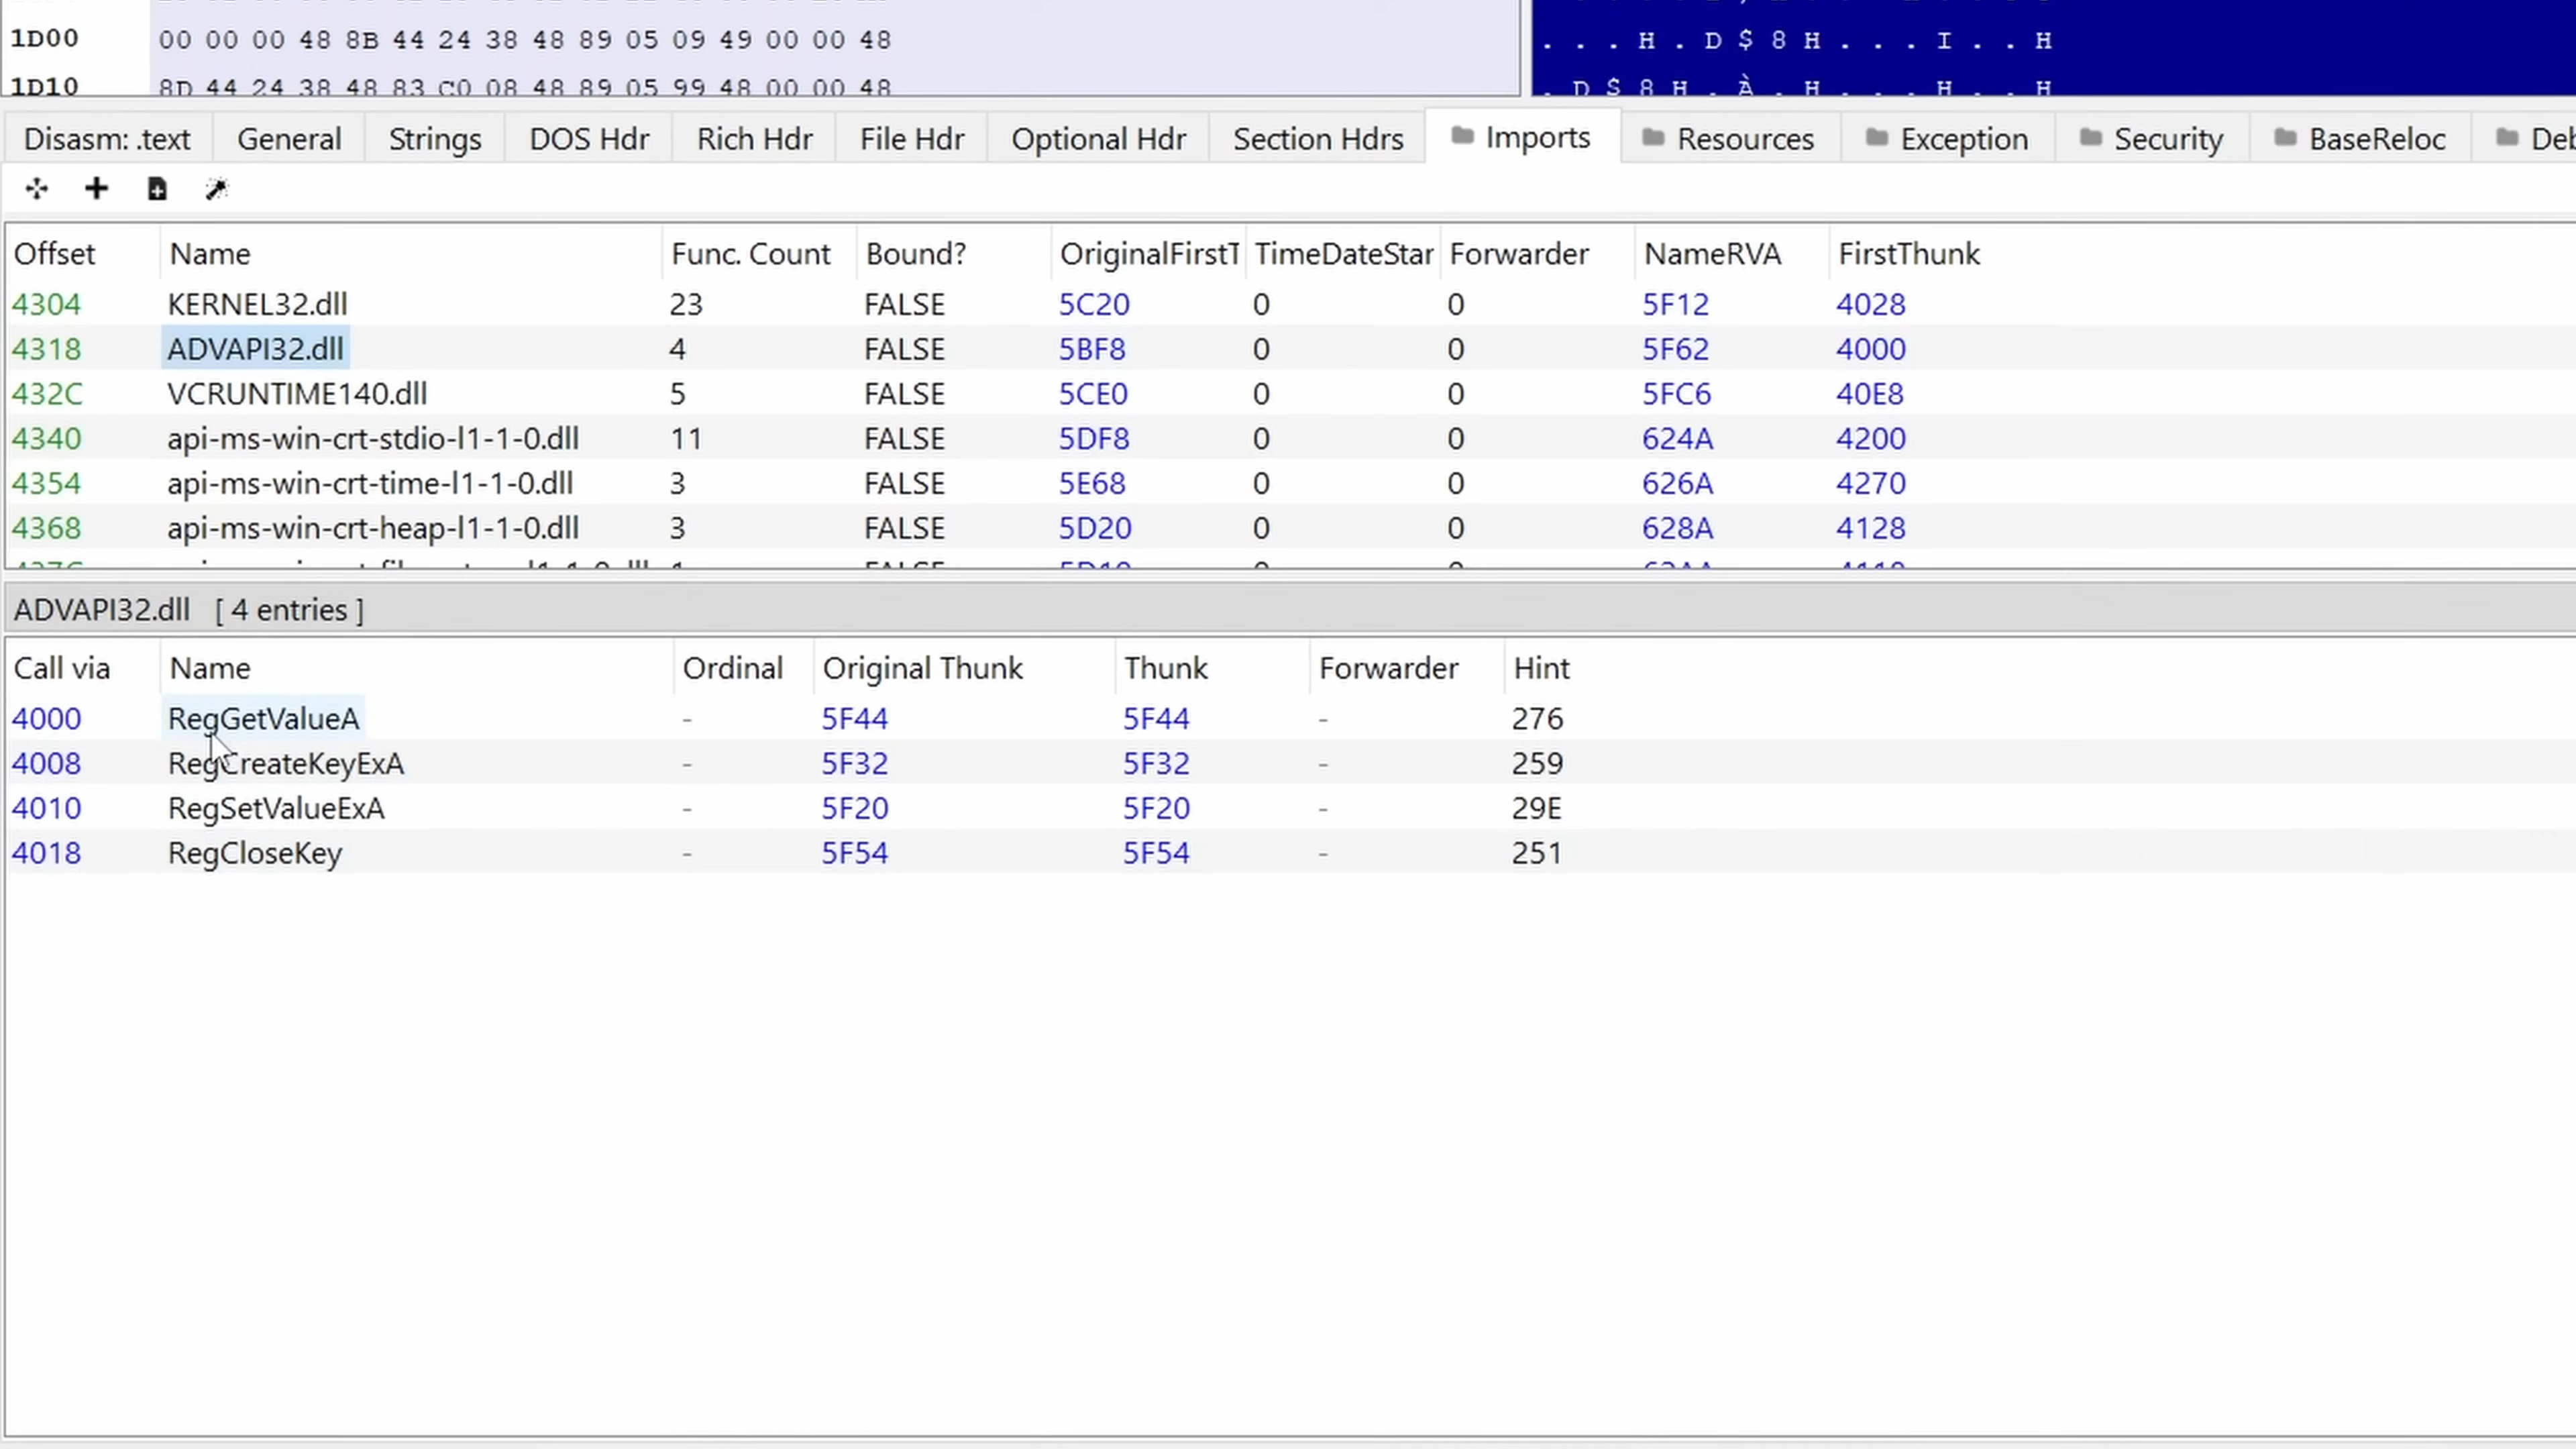 1D00 00 00 00 48 8B 44 24 38 48 89 05 09 49 00 00 48 . . . H . D $ 8 H . . . I . . H
1D10 8D 44 24 38 48 83 C0 08 48 89 05 99 48 00 00 48 . D $ 8 H . À . H . . . H . . H
Disasm: .text General Strings DOS Hdr Rich Hdr File Hdr Optional Hdr Section Hdrs Imports Resources Exception Security BaseReloc Deb
Offset Name Func. Count Bound? OriginalFirstT TimeDateStar Forwarder NameRVA FirstThunk
4304 KERNEL32.dll 23 FALSE 5C20 0 0 5F12 4028
4318 ADVAPI32.dll 4 FALSE 5BF8 0 0 5F62 4000
432C VCRUNTIME140.dll 5 FALSE 5CE0 0 0 5FC6 40E8
4340 api-ms-win-crt-stdio-l1-1-0.dll 11 FALSE 5DF8 0 0 624A 4200
4354 api-ms-win-crt-time-l1-1-0.dll 3 FALSE 5E68 0 0 626A 4270
4368 api-ms-win-crt-heap-l1-1-0.dll 3 FALSE 5D20 0 0 628A 4128
ADVAPI32.dll [ 4 entries ]
Call via Name Ordinal Original Thunk Thunk Forwarder Hint
4000 RegGetValueA - 5F44 5F44 - 276
4008 RegCreateKeyExA - 5F32 5F32 - 259
4010 RegSetValueExA - 5F20 5F20 - 29E
4018 RegCloseKey - 5F54 5F54 - 251